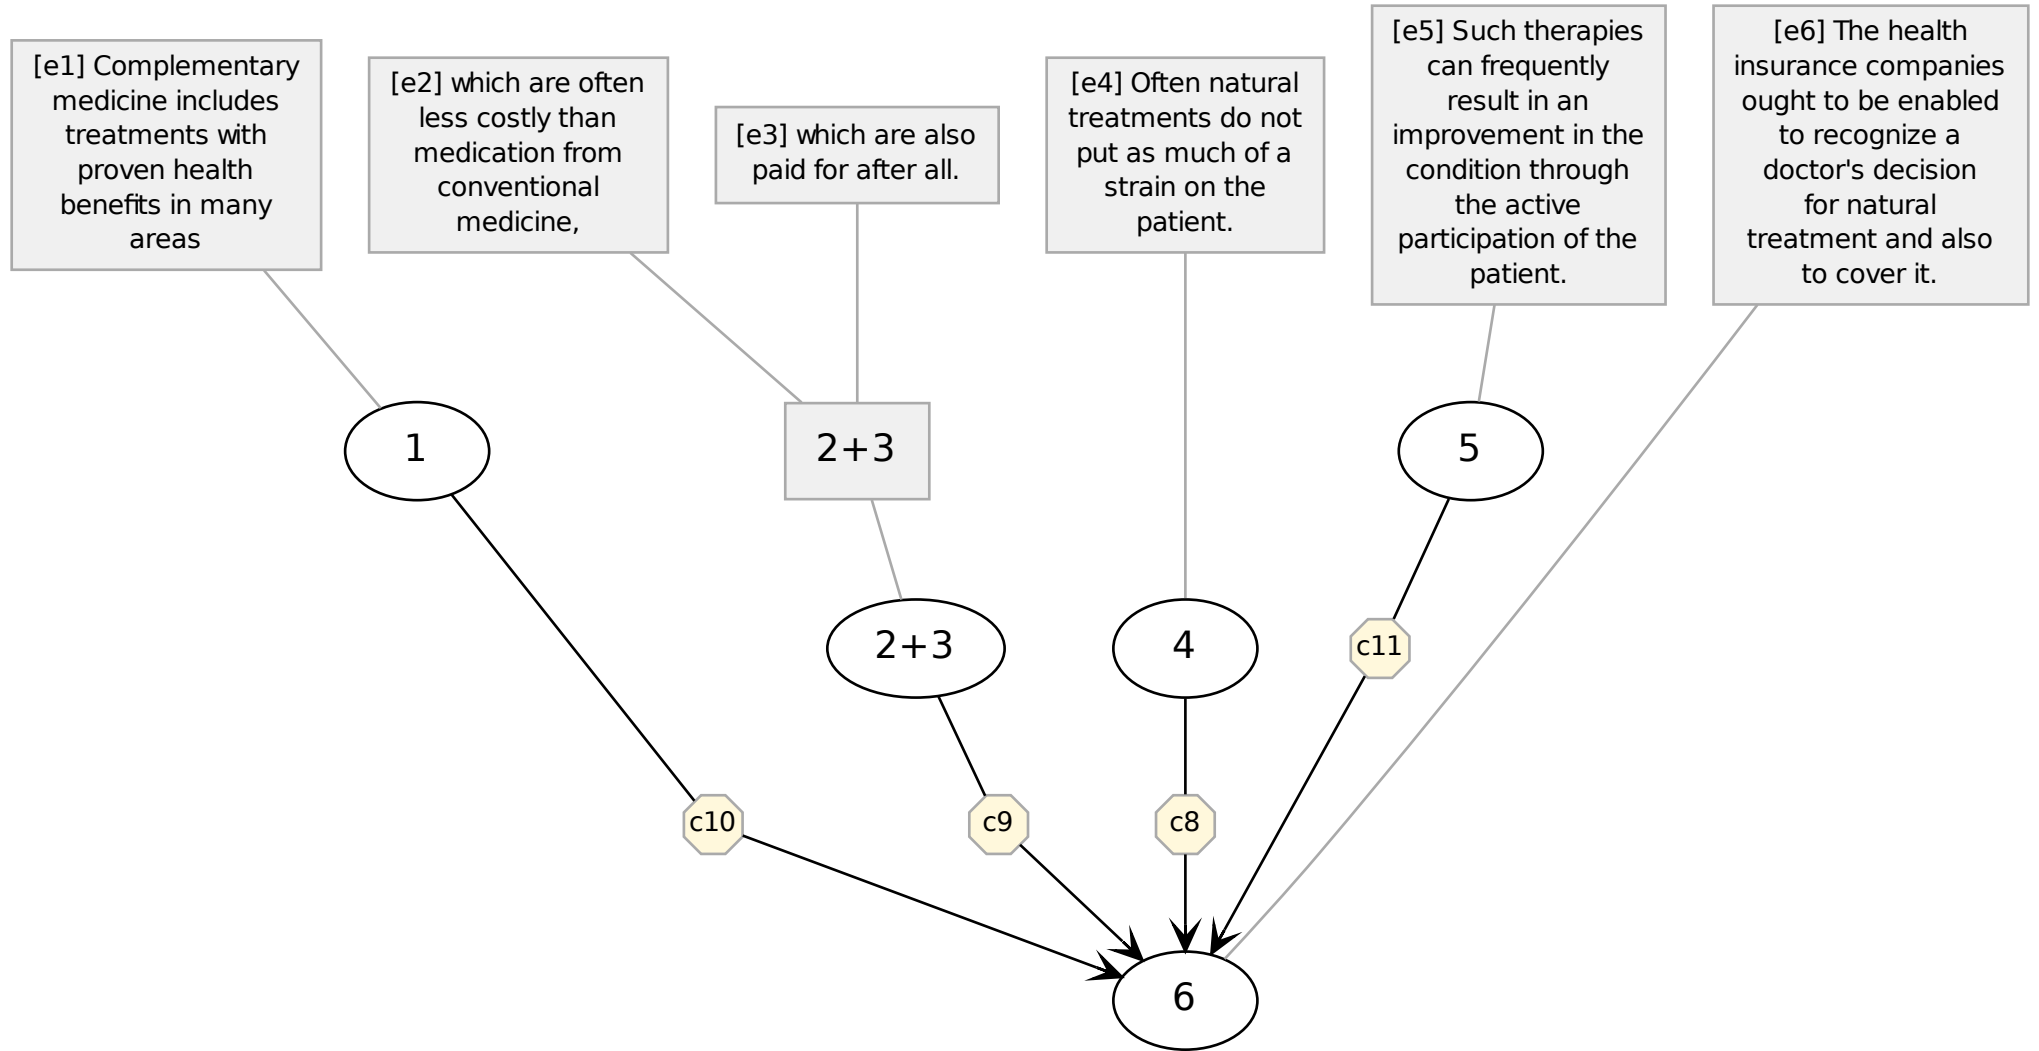 [e1] Complementary
medicine includes
treatments with
proven health
benefits in many
areas
[e2] which are often
less costly than
medication from
conventional
medicine,
[e3] which are also
paid for after all.
[e4] Often natural
treatments do not
put as much of a
strain on the
patient.
[e5] Such therapies
can frequently
result in an
improvement in the
condition through
the active
participation of the
patient.
[e6] The health
insurance companies
ought to be enabled
to recognize a
doctor's decision
for natural
treatment and also
to cover it.
1
2+3
5
2+3
4
c11
c10
c9
c8
6